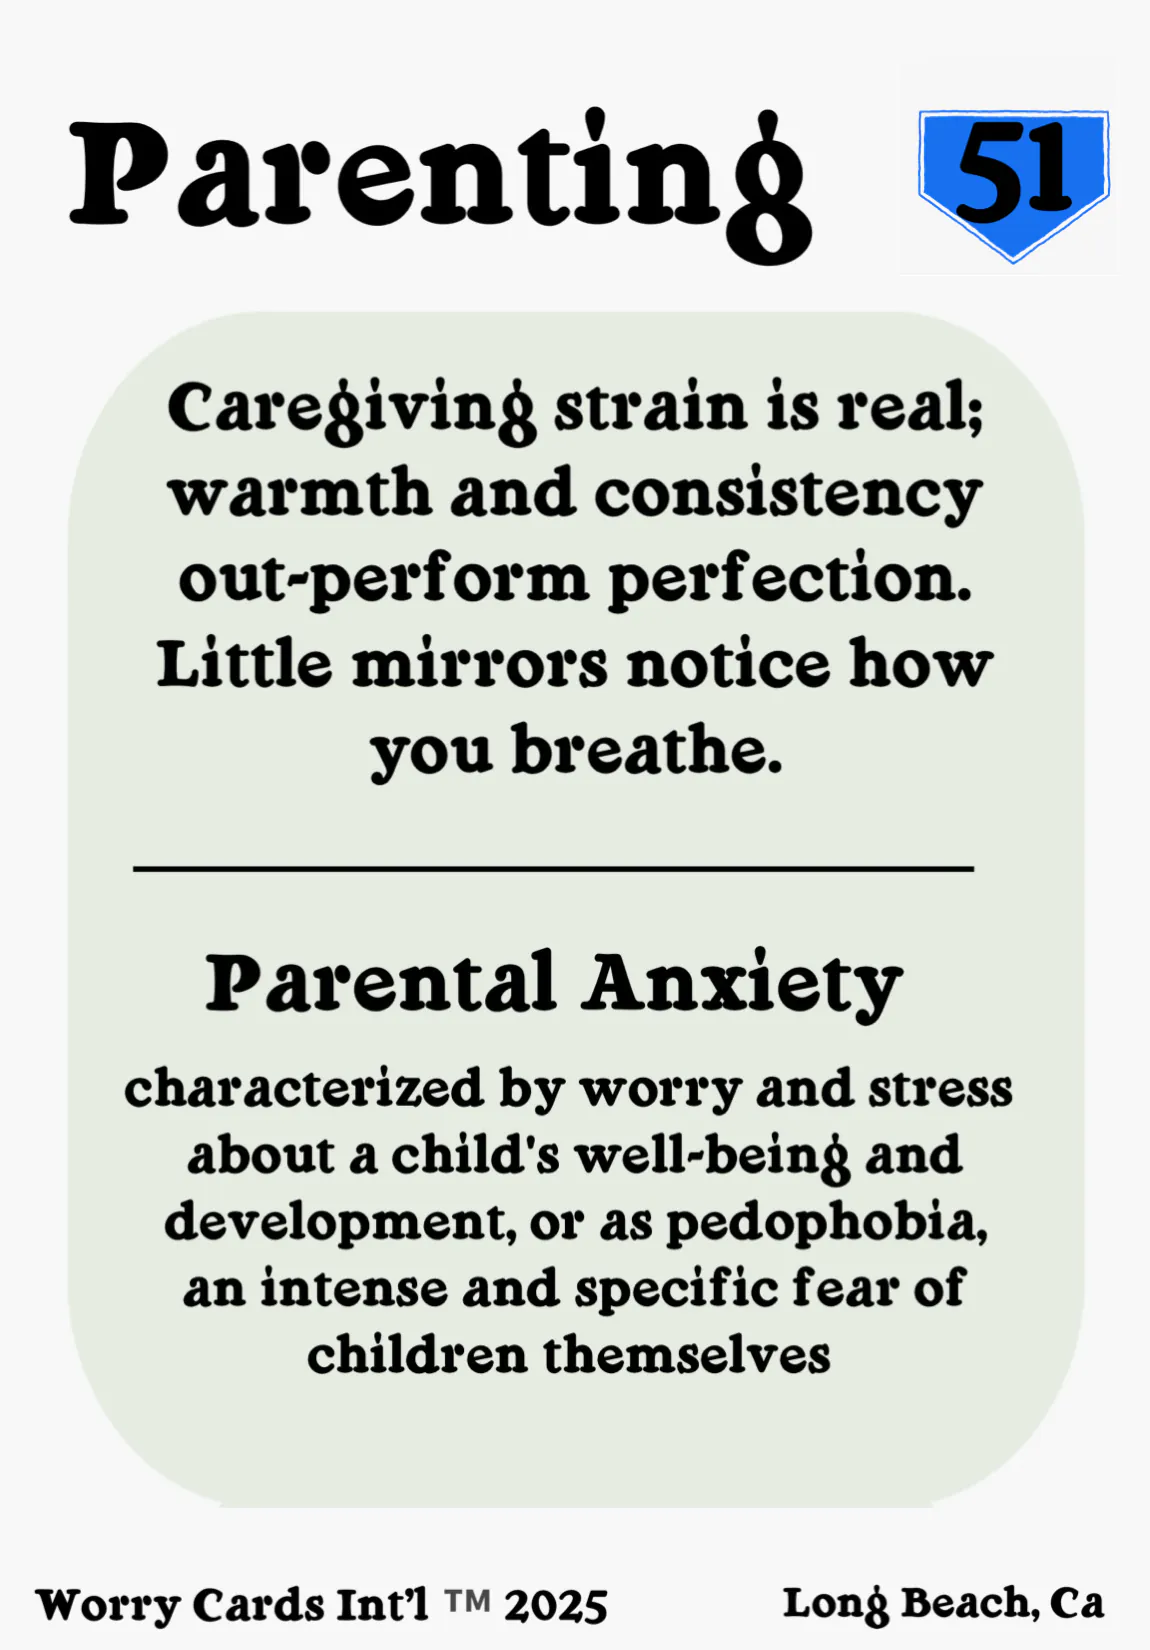 Parenting
51
Caregiving strain is real;
warmth and consistency
out-perform perfection.
Little mirrors notice how
you breathe.
Parental Anxiety
characterized by worry and stress
about a child's well-being and
development, or as pedophobia,
an intense and specific fear of
children themselves
Worry Cards Int’l ™ 2025
Long Beach, Ca